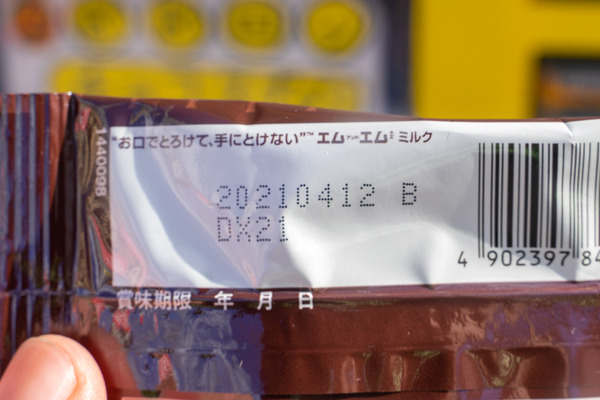 1440098
"お口でとろけて、手にとけない"™ エムアンドエムズ ミルク
20210412 B
DX21
4 902397 84
賞味期限 年 月 日